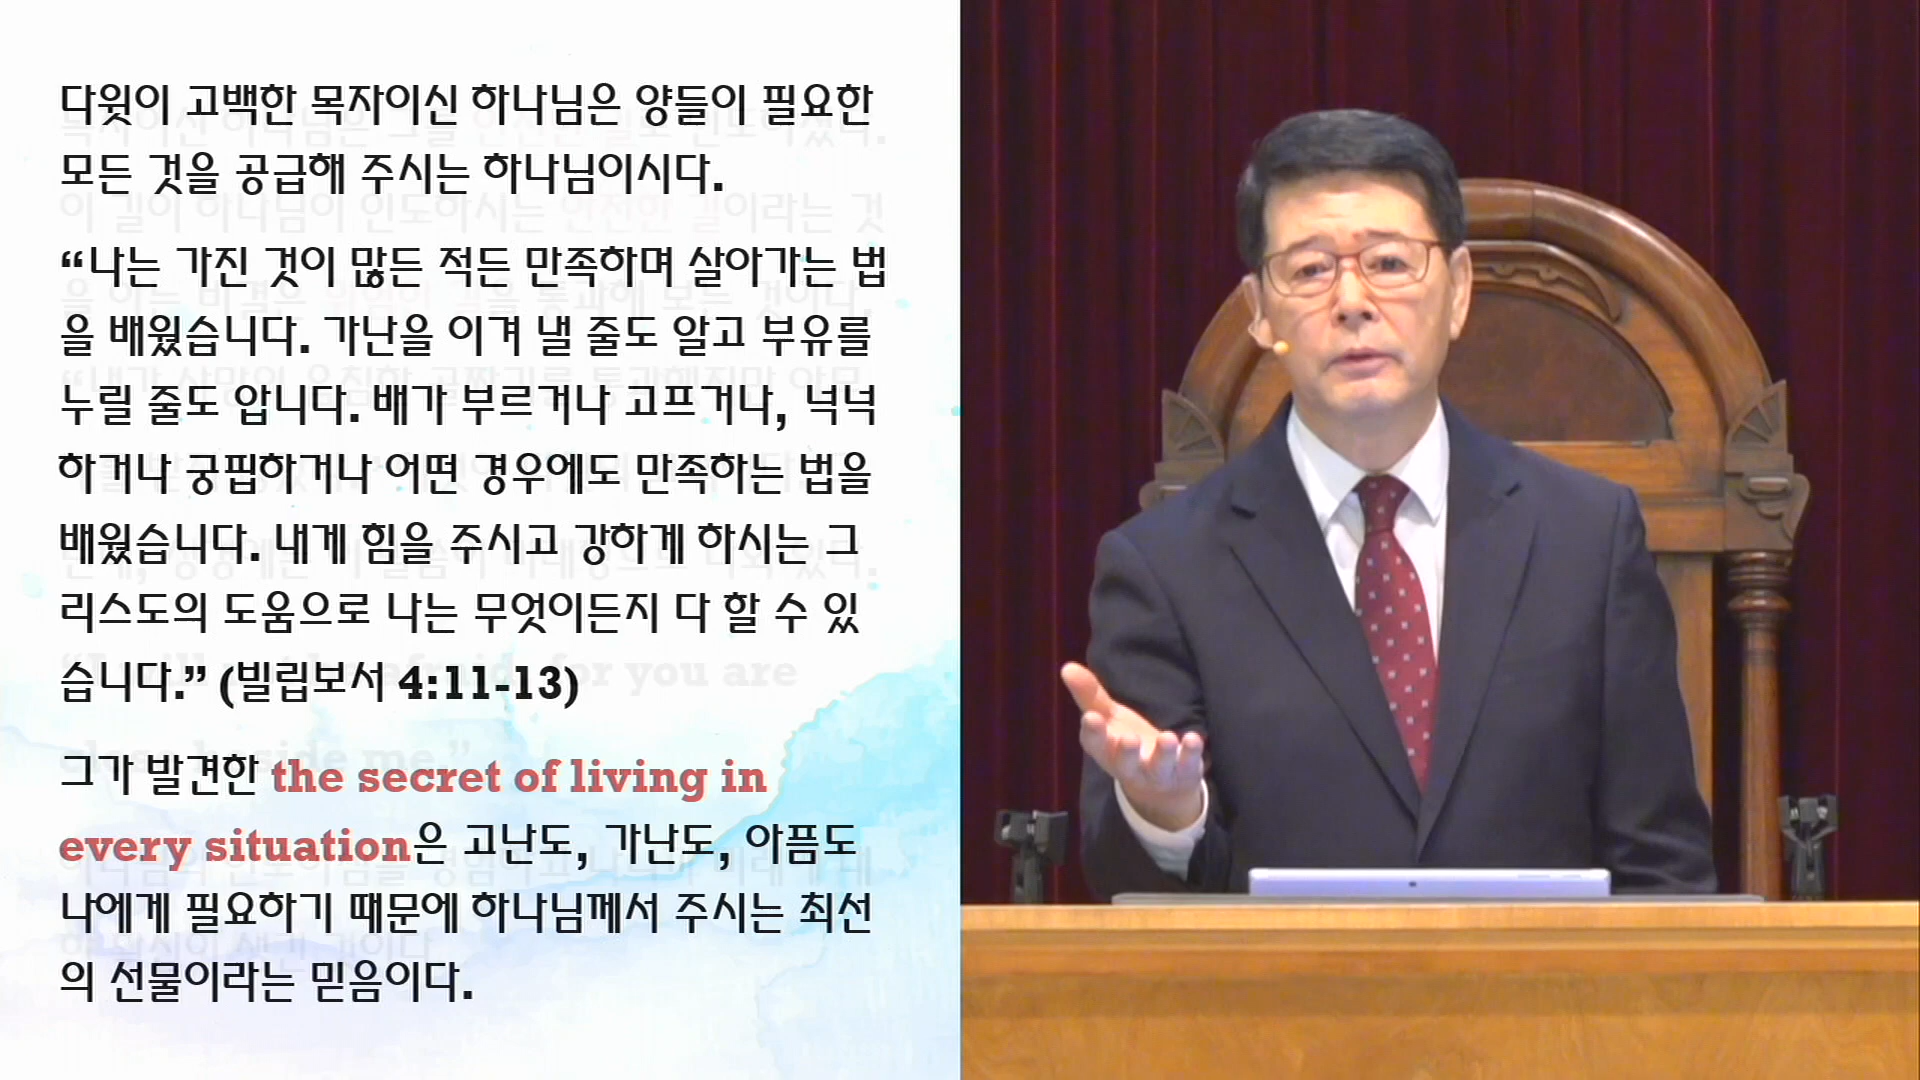 다윗이 고백한 목자이신 하나님은 양들이 필요한
모든 것을 공급해 주시는 하나님이시다.
“나는 가진 것이 많든 적든 만족하며 살아가는 법
을 배웠습니다. 가난을 이겨 낼 줄도 알고 부유를
누릴 줄도 압니다. 배가 부르거나 고프거나, 넉넉
하거나 궁핍하거나 어떤 경우에도 만족하는 법을
배웠습니다. 내게 힘을 주시고 강하게 하시는 그
리스도의 도움으로 나는 무엇이든지 다 할 수 있
습니다.” (빌립보서 4:11-13)
그가 발견한 the secret of living in
every situation은 고난도, 가난도, 아픔도
나에게 필요하기 때문에 하나님께서 주시는 최선
의 선물이라는 믿음이다.